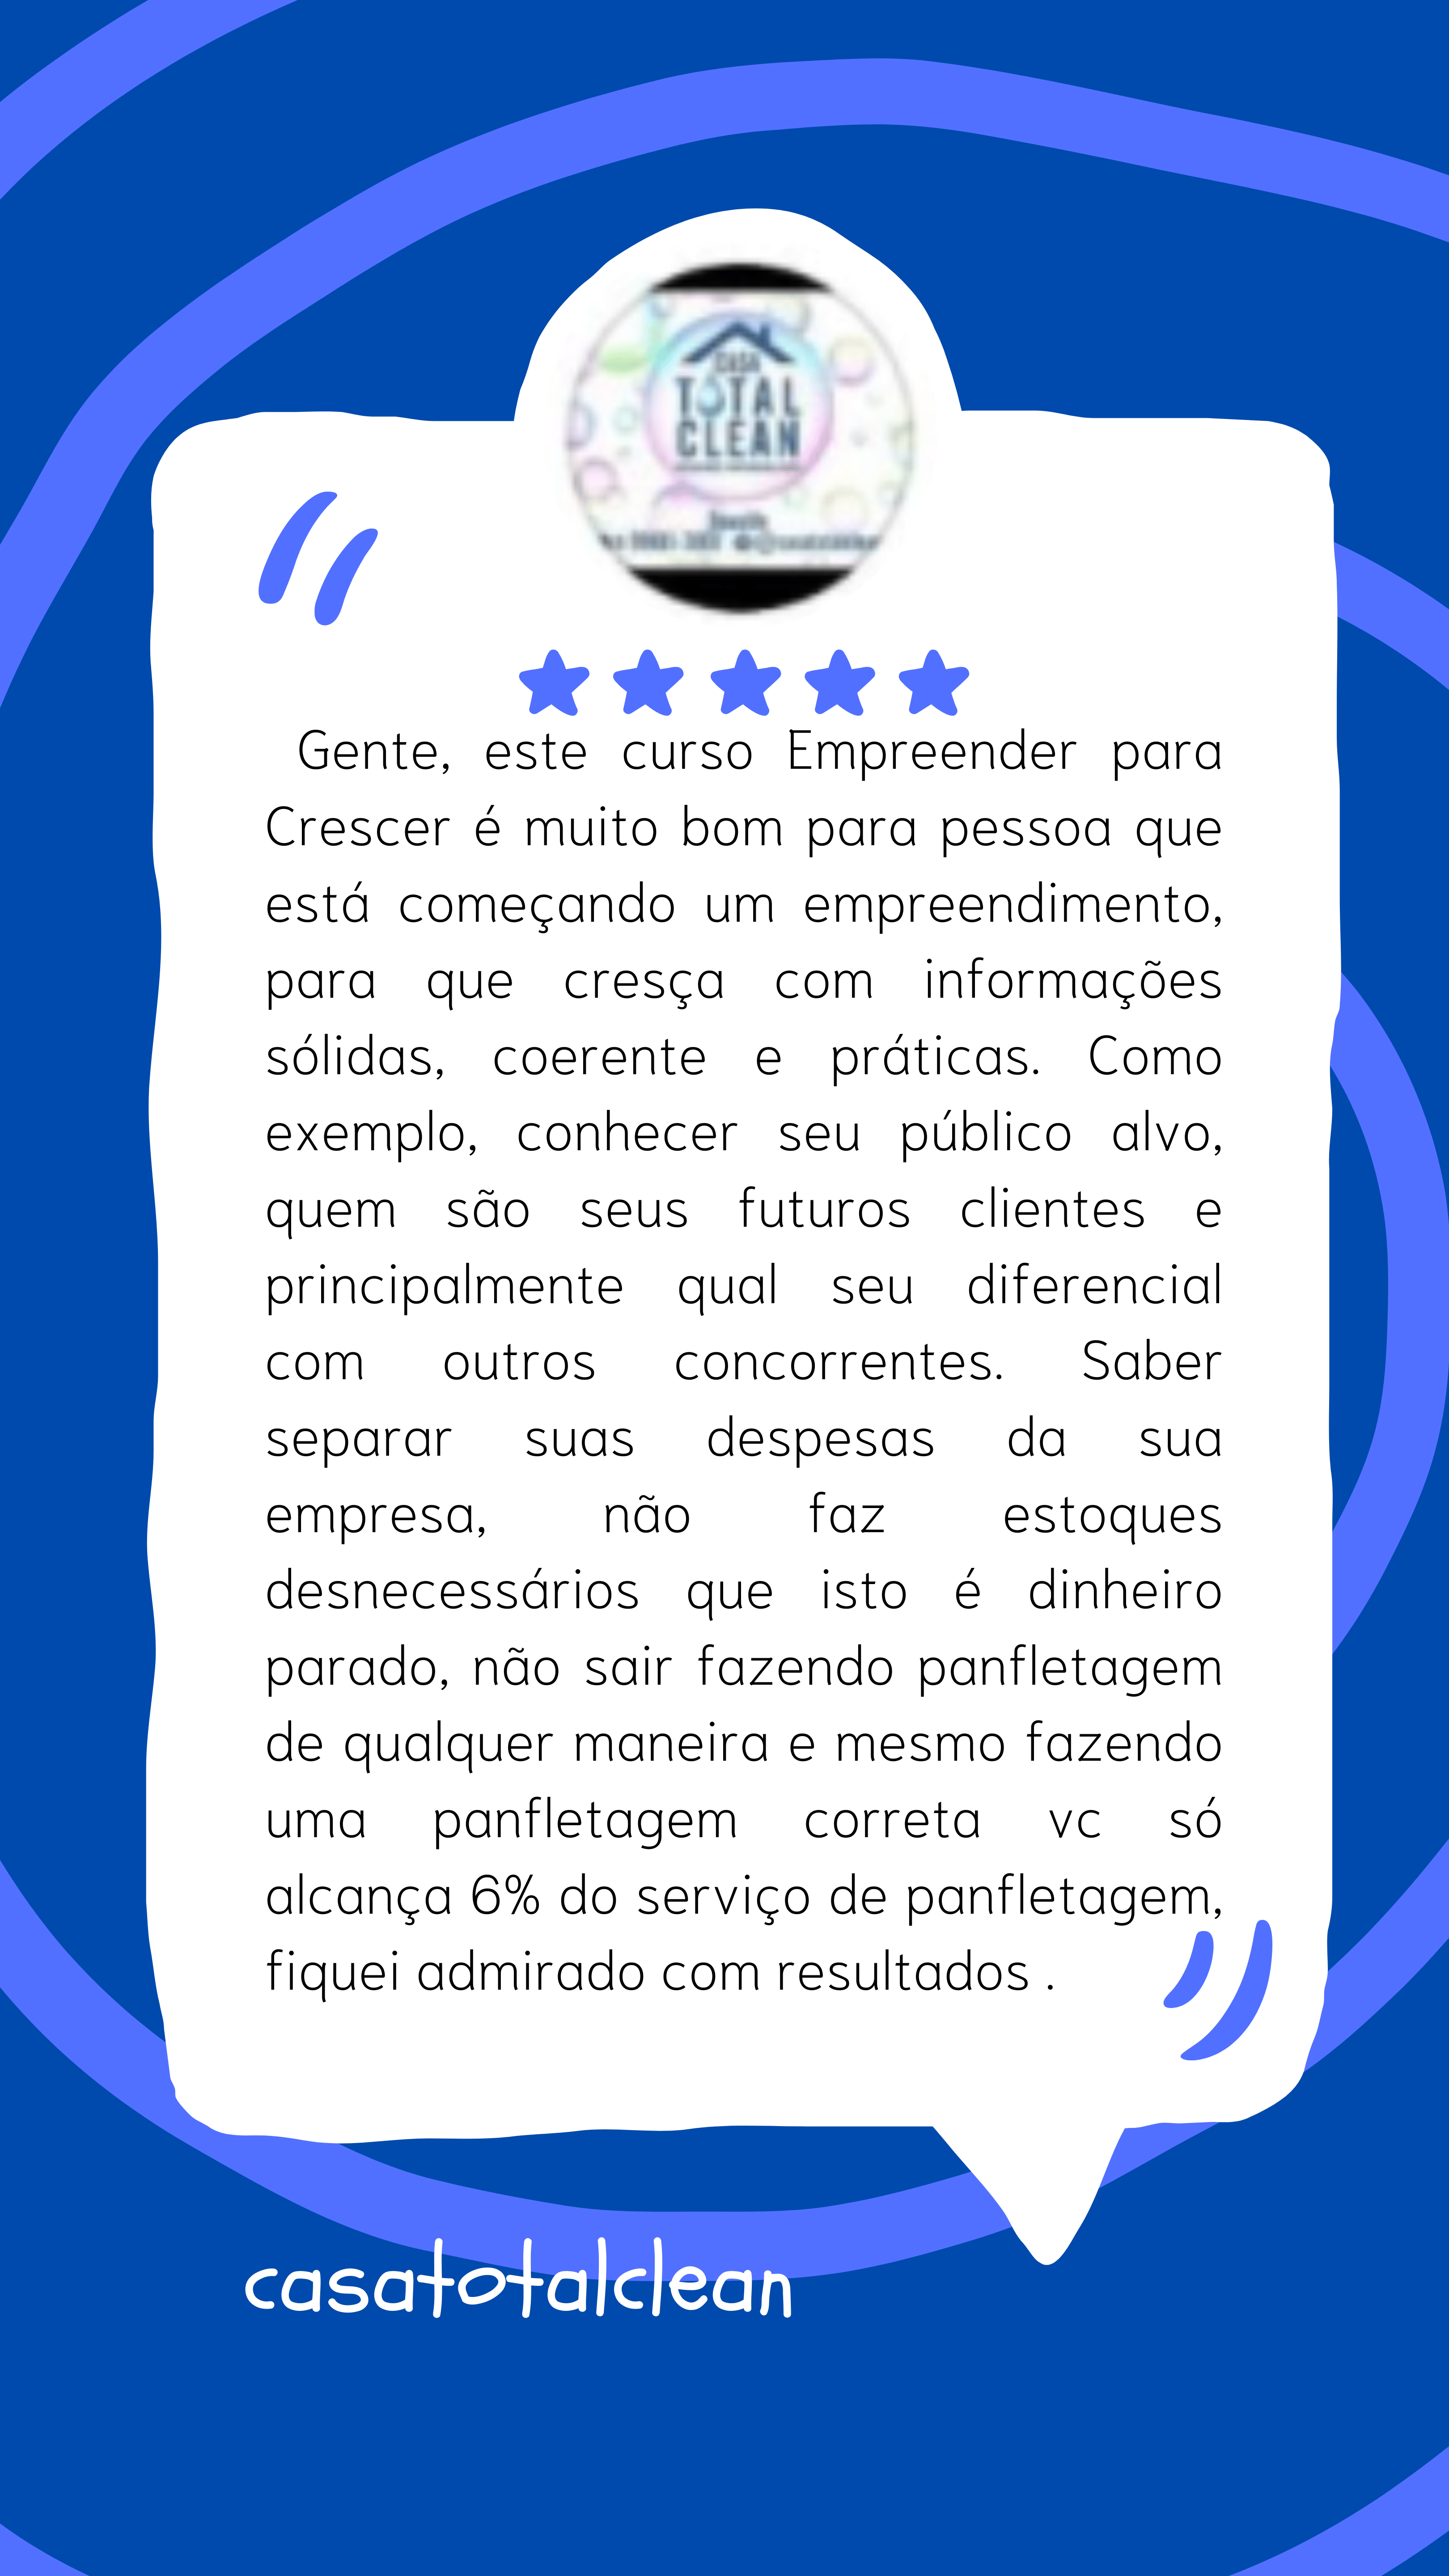 CASA
TOTAL
CLEAN
Gente, este curso Empreender para
Crescer é muito bom para pessoa que
está começando um empreendimento,
para que cresça com informações
sólidas, coerente e práticas. Como
exemplo, conhecer seu público alvo,
quem são seus futuros clientes e
principalmente qual seu diferencial
com outros concorrentes. Saber
separar suas despesas da sua
empresa, não faz estoques
desnecessários que isto é dinheiro
parado, não sair fazendo panfletagem
de qualquer maneira e mesmo fazendo
uma panfletagem correta vc só
alcança 6% do serviço de panfletagem,
fiquei admirado com resultados .
casatotalclean